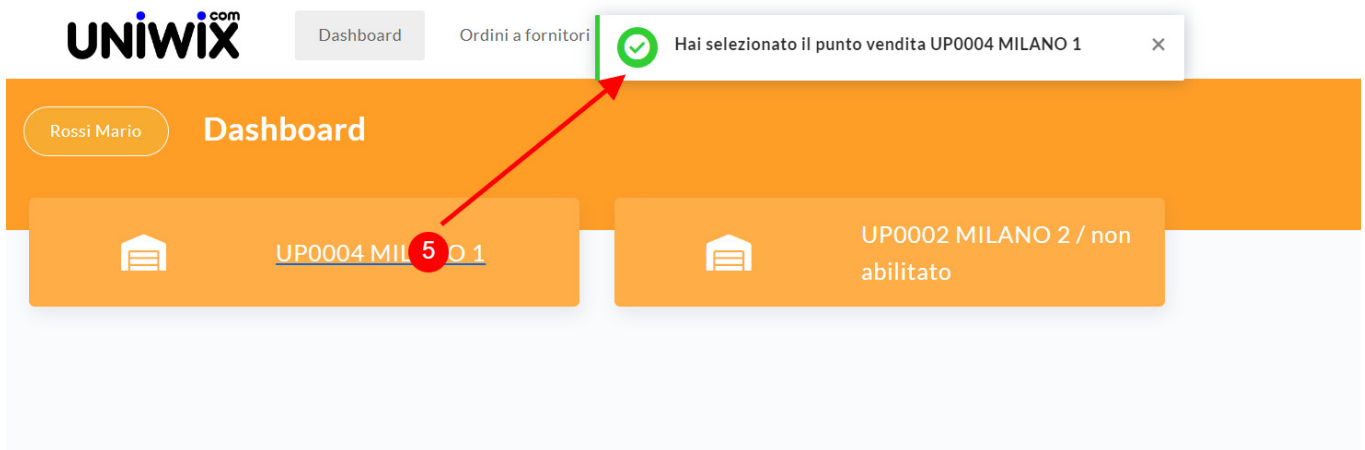 UNiWiX.com
Dashboard
Ordini a fornitori
Hai selezionato il punto vendita UP0004 MILANO 1
×
Rossi Mario
Dashboard
UP0004 MIL 5 O 1
UP0002 MILANO 2 / non
abilitato